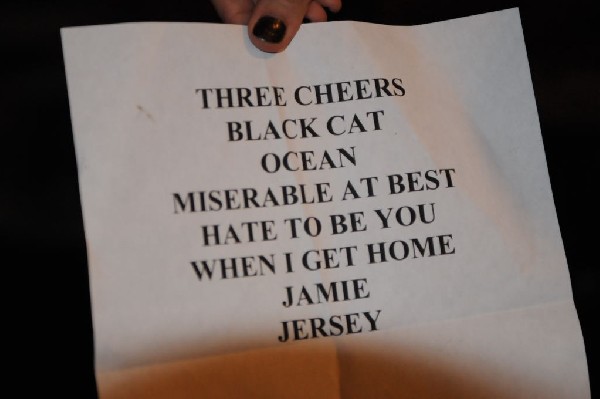 THREE CHEERS
BLACK CAT
OCEAN
MISERABLE AT BEST
HATE TO BE YOU
WHEN I GET HOME
JAMIE
JERSEY